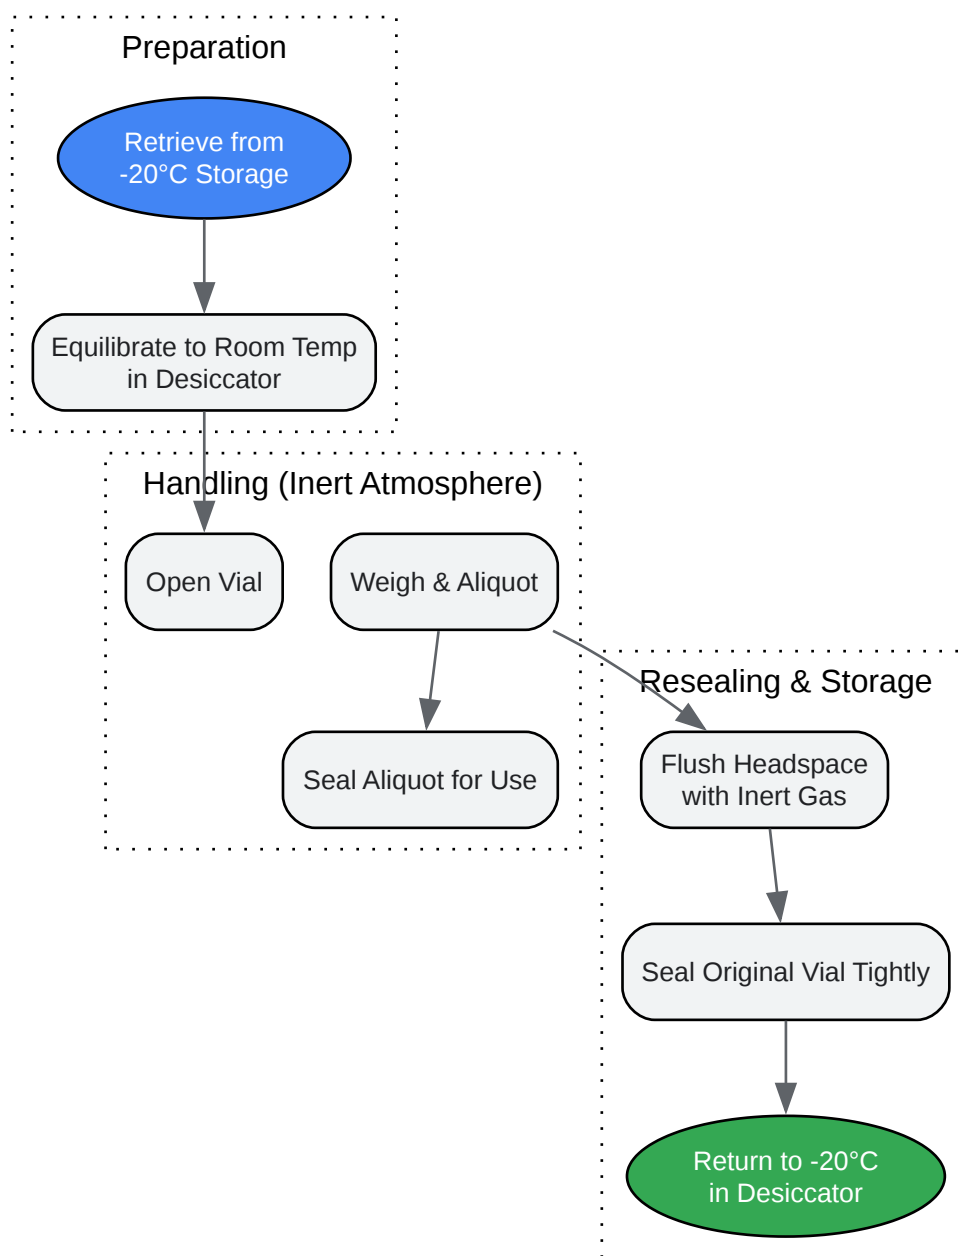 Preparation
Retrieve from
-20°C Storage
Equilibrate to Room Temp
in Desiccator
Handling (Inert Atmosphere)
Open Vial
Weigh & Aliquot
Seal Aliquot for Use
Resealing & Storage
Flush Headspace
with Inert Gas
Seal Original Vial Tightly
Return to -20°C
in Desiccator